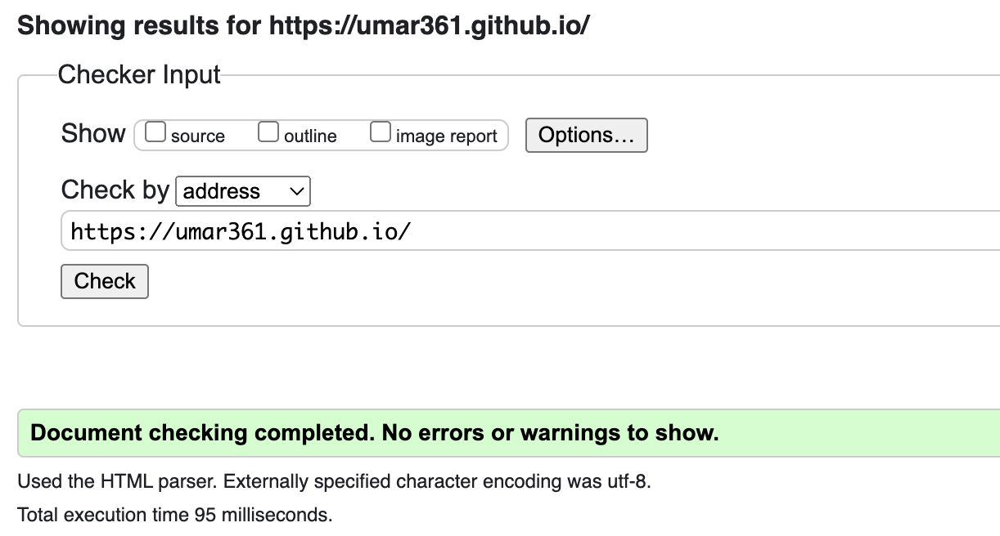 Showing results for https://umar361.github.io/
Checker Input
Show source outline image report Options...
Check by address
https://umar361.github.io/
Check
Document checking completed. No errors or warnings to show.
Used the HTML parser. Externally specified character encoding was utf-8.
Total execution time 95 milliseconds.